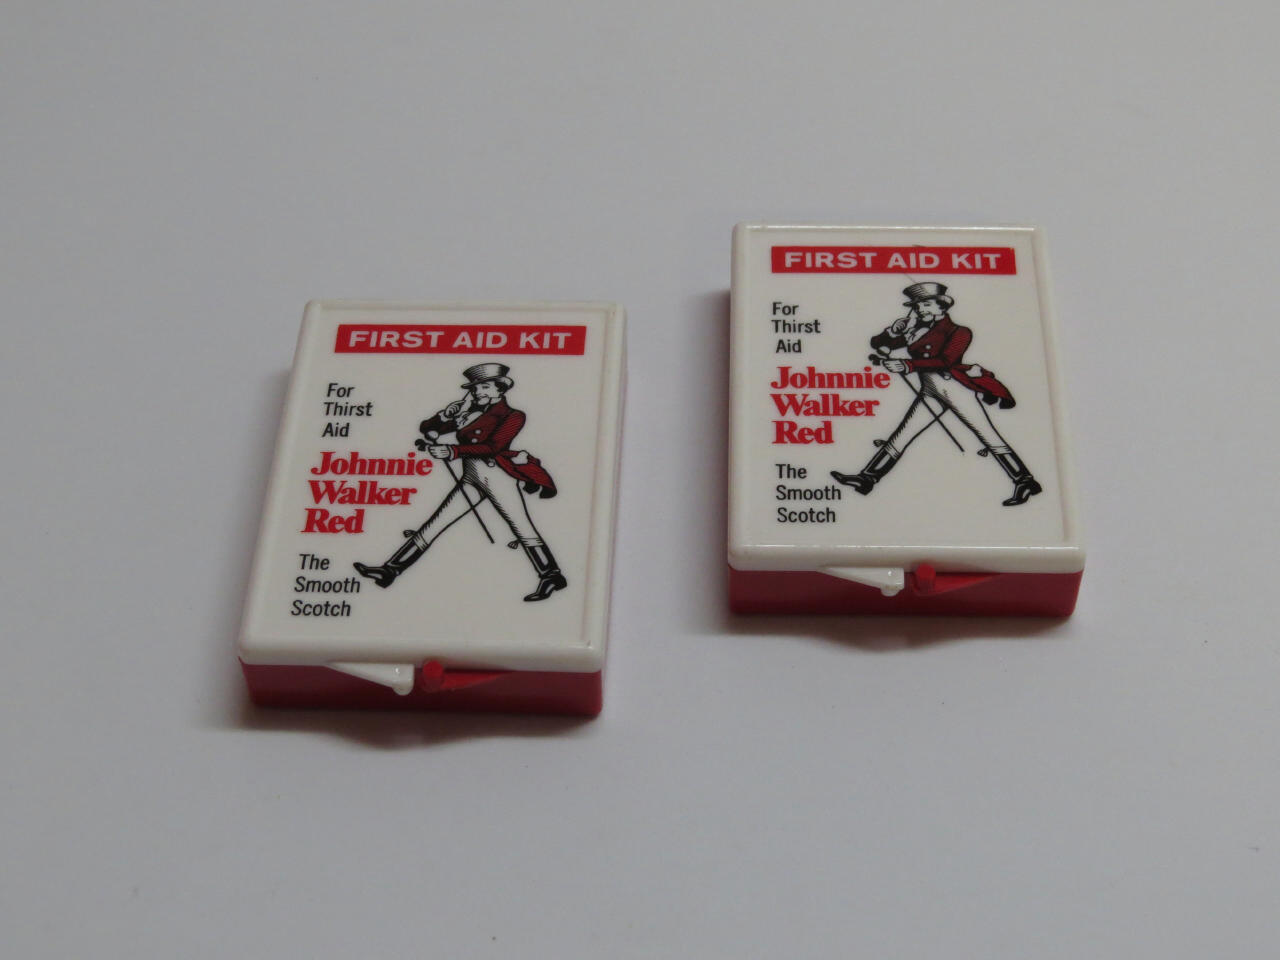 FIRST AID KIT
For
Thirst
Aid
Johnnie
Walker
Red
The
Smooth
Scotch
FIRST AID KIT
For
Thirst
Aid
Johnnie
Walker
Red
The
Smooth
Scotch